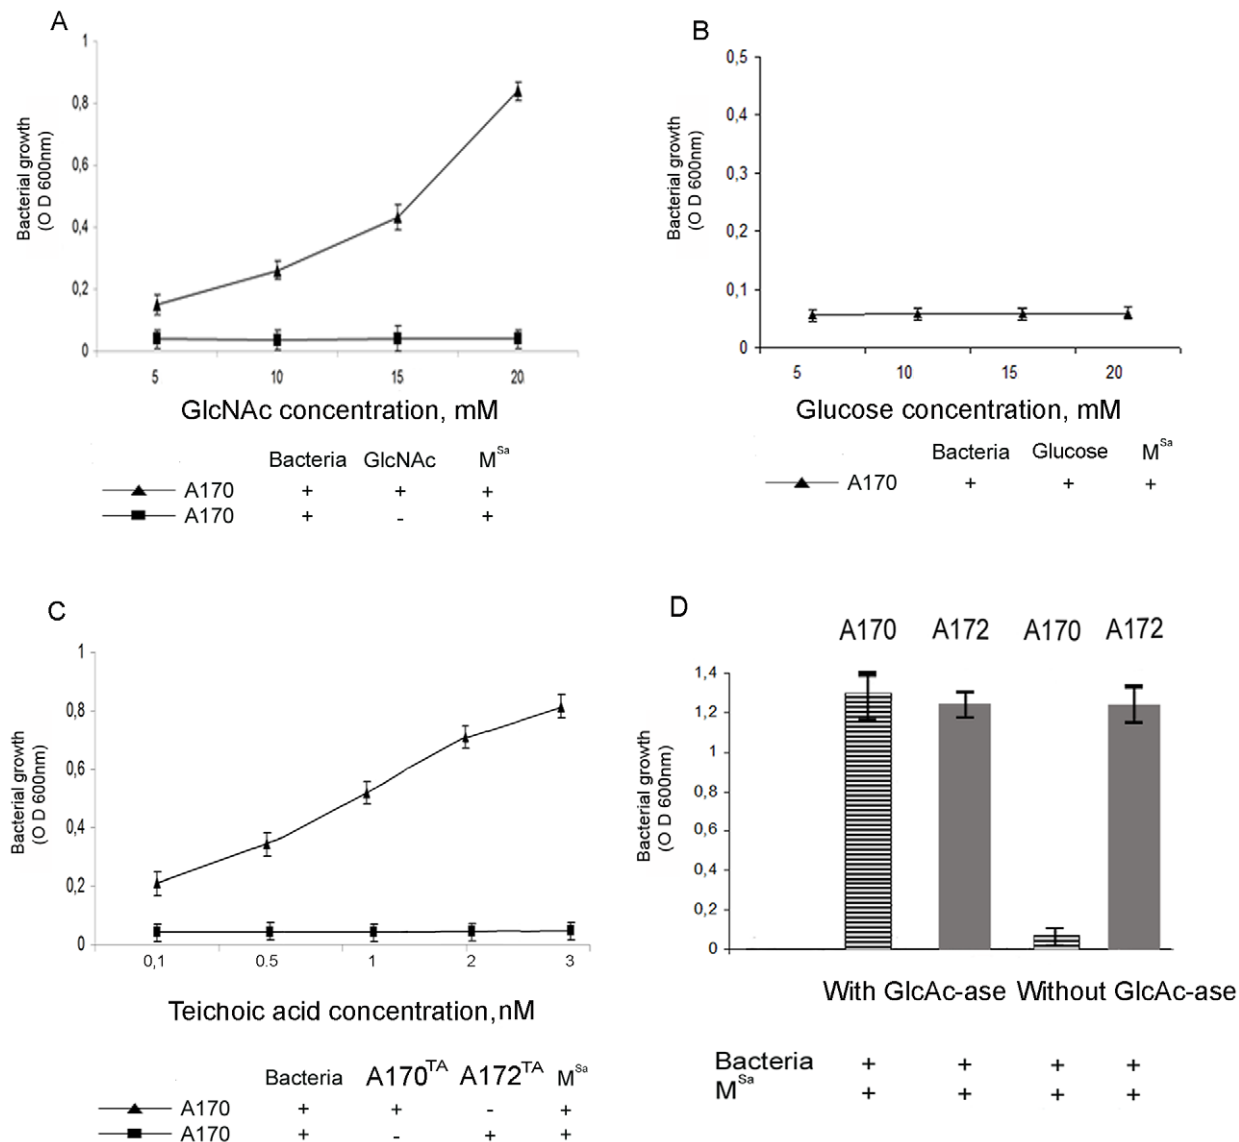 A
Bacterial growth
(O D 600nm)
1
0,8
0,6
0,4
0,2
0
5 10 15 20
GlcNAc concentration, mM
Bacteria GlcNAc M^Sa
A170 + + +
A170 + - +
B
Bacterial growth
(O D 600nm)
0,5
0,4
0,3
0,2
0,1
0
5 10 15 20
Glucose concentration, mM
Bacteria Glucose M^Sa
A170 + + +
C
Bacterial growth
(O D 600nm)
1
0,8
0,6
0,4
0,2
0
0,1 0.5 1 2 3
Teichoic acid concentration, nM
Bacteria A170^TA A172^TA M^Sa
A170 + + - +
A170 + - + +
D
A170 A172 A170 A172
Bacterial growth
(O D 600nm)
1,4
1,2
1
0,8
0,6
0,4
0,2
0
With GlcAc-ase Without GlcAc-ase
Bacteria + + + +
M^Sa + + + +